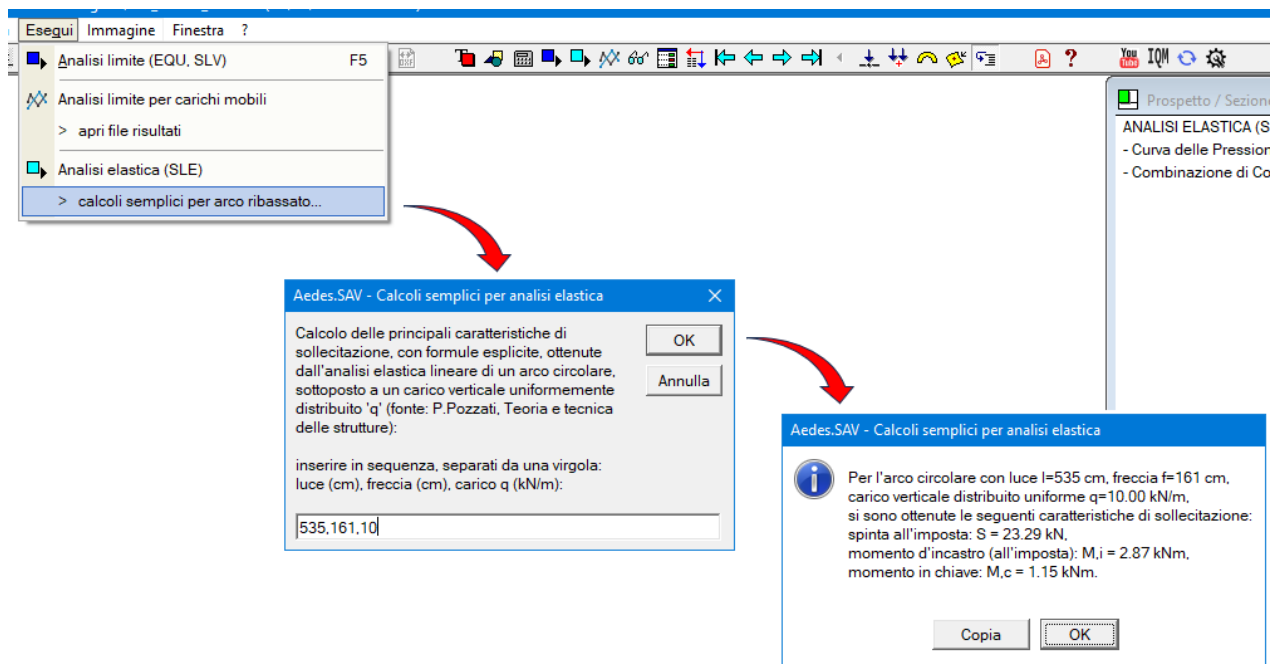 Esegui Immagine Finestra ?
Analisi limite (EQU, SLV) F5
Analisi limite per carichi mobili
> apri file risultati
Analisi elastica (SLE)
> calcoli semplici per arco ribassato...
DXF
You Tube IQM
?
Prospetto / Sezione
ANALISI ELASTICA (S
- Curva delle Pression
- Combinazione di Co
Aedes.SAV - Calcoli semplici per analisi elastica
Calcolo delle principali caratteristiche di
sollecitazione, con formule esplicite, ottenute
dall'analisi elastica lineare di un arco circolare,
sottoposto a un carico verticale uniformemente
distribuito 'q' (fonte: P.Pozzati, Teoria e tecnica
delle strutture):
inserire in sequenza, separati da una virgola:
luce (cm), freccia (cm), carico q (kN/m):
535,161,10
OK
Annulla
Aedes.SAV - Calcoli semplici per analisi elastica
Per l'arco circolare con luce l=535 cm, freccia f=161 cm,
carico verticale distribuito uniforme q=10.00 kN/m,
si sono ottenute le seguenti caratteristiche di sollecitazione:
spinta all'imposta: S = 23.29 kN,
momento d'incastro (all'imposta): M,i = 2.87 kNm,
momento in chiave: M,c = 1.15 kNm.
Copia
OK